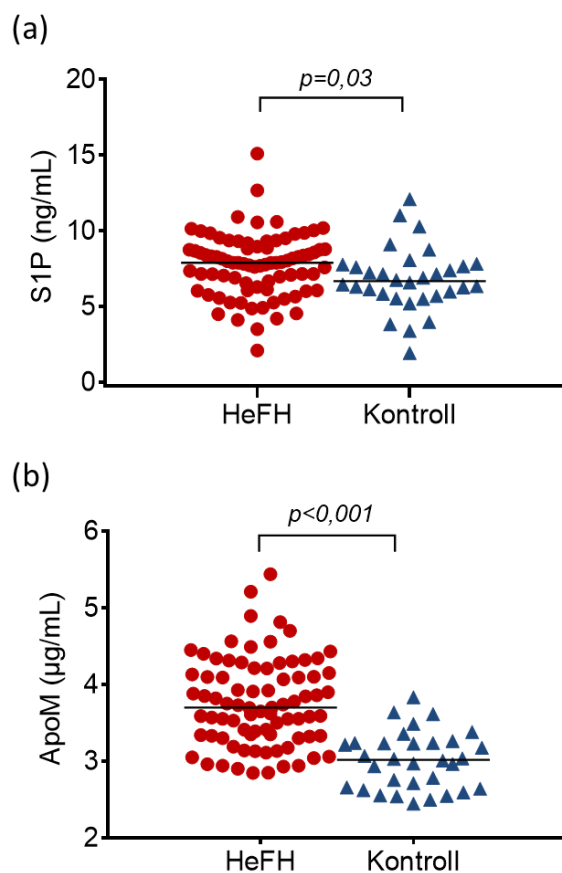 (a)
p=0,03
20
15
10
5
0
S1P (ng/mL)
HeFH Kontroll
(b)
p<0,001
6
5
4
3
2
ApoM (µg/mL)
HeFH Kontroll